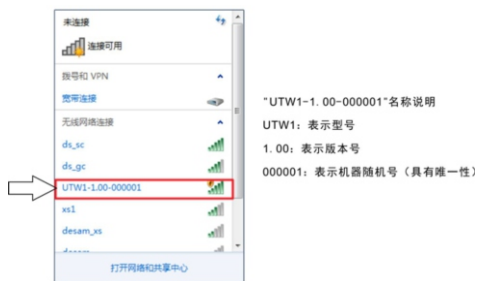 未连接
连接可用
拨号和 VPN
宽带连接
无线网络连接
ds_sc
ds_gc
UTW1-1.00-000001
xs1
desam_xs
打开网络和共享中心
"UTW1-1.00-000001"名称说明
UTW1: 表示型号
1.00: 表示版本号
000001: 表示机器随机号（具有唯一性）